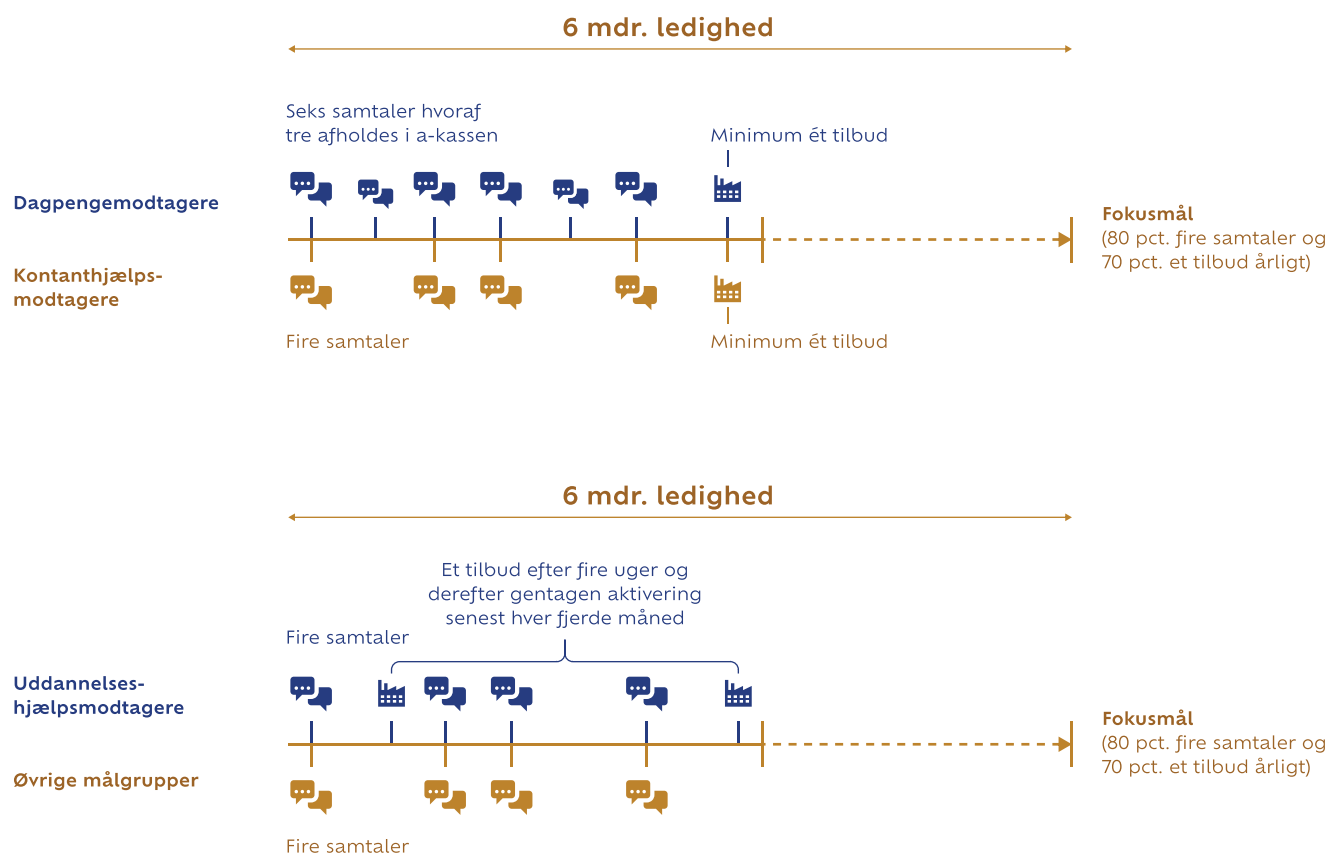 6 mdr. ledighed
Seks samtaler hvoraf
tre afholdes i a-kassen
Minimum ét tilbud
Dagpengemodtagere
Kontanthjælps-
modtagere
Fokusmål
(80 pct. fire samtaler og
70 pct. et tilbud årligt)
Fire samtaler
Minimum ét tilbud
6 mdr. ledighed
Et tilbud efter fire uger og
derefter gentagen aktivering
senest hver fjerde måned
Fire samtaler
Uddannelses-
hjælpsmodtagere
Fokusmål
(80 pct. fire samtaler og
70 pct. et tilbud årligt)
Øvrige målgrupper
Fire samtaler